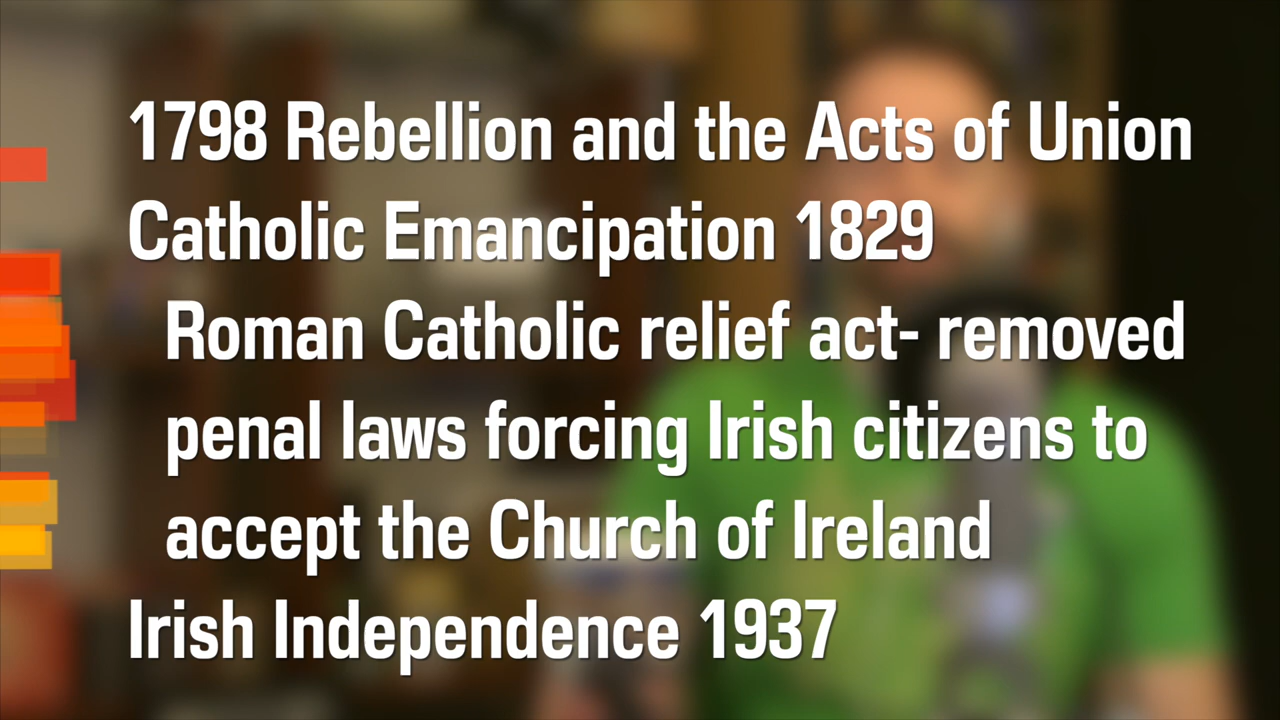 1798 Rebellion and the Acts of Union
Catholic Emancipation 1829
Roman Catholic relief act- removed
penal laws forcing Irish citizens to
accept the Church of Ireland
Irish Independence 1937